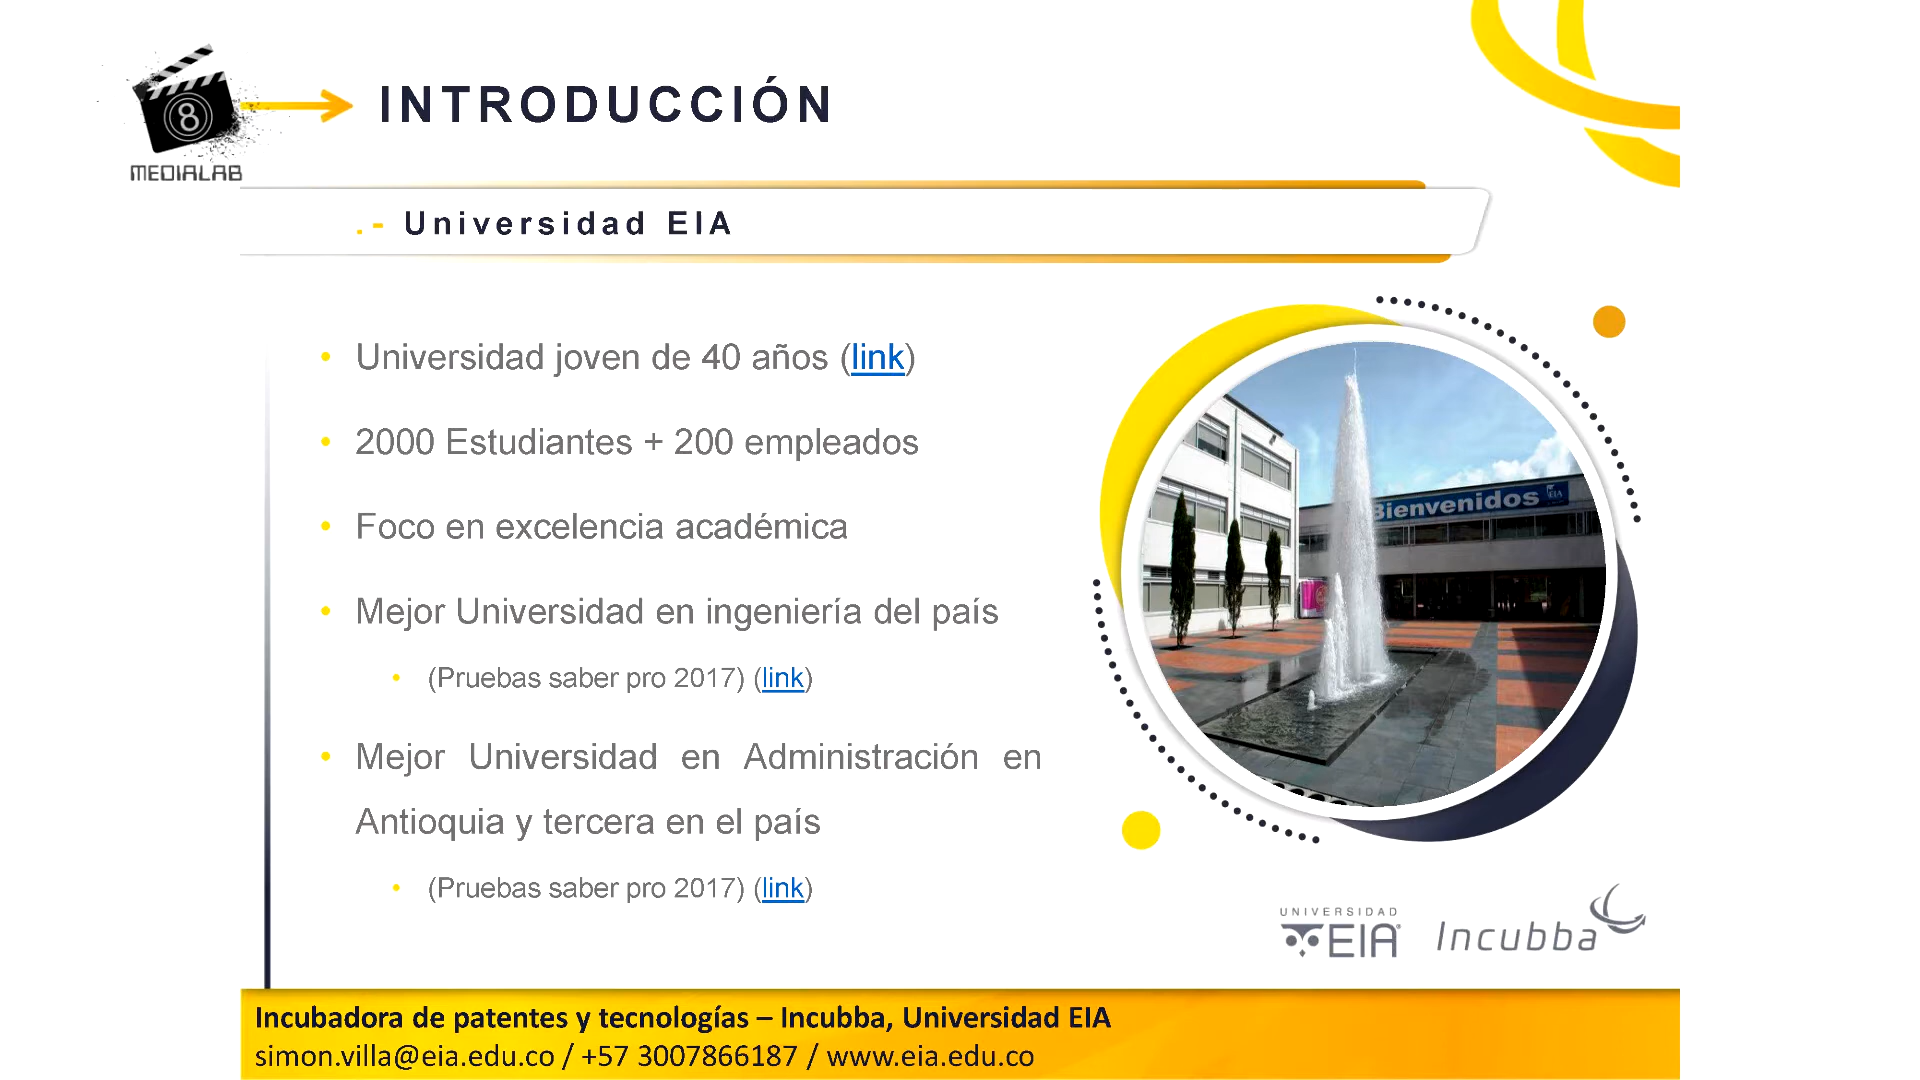 8
MEDIALAB
INTRODUCCIÓN
.- Universidad EIA
• Universidad joven de 40 años (link)
• 2000 Estudiantes + 200 empleados
• Foco en excelencia académica
• Mejor Universidad en ingeniería del país
• (Pruebas saber pro 2017) (link)
• Mejor Universidad en Administración en
Antioquia y tercera en el país
• (Pruebas saber pro 2017) (link)
Bienvenidos
EIA
UNIVERSIDAD
EIA®
Incubba
Incubadora de patentes y tecnologías – Incubba, Universidad EIA
simon.villa@eia.edu.co / +57 3007866187 / www.eia.edu.co